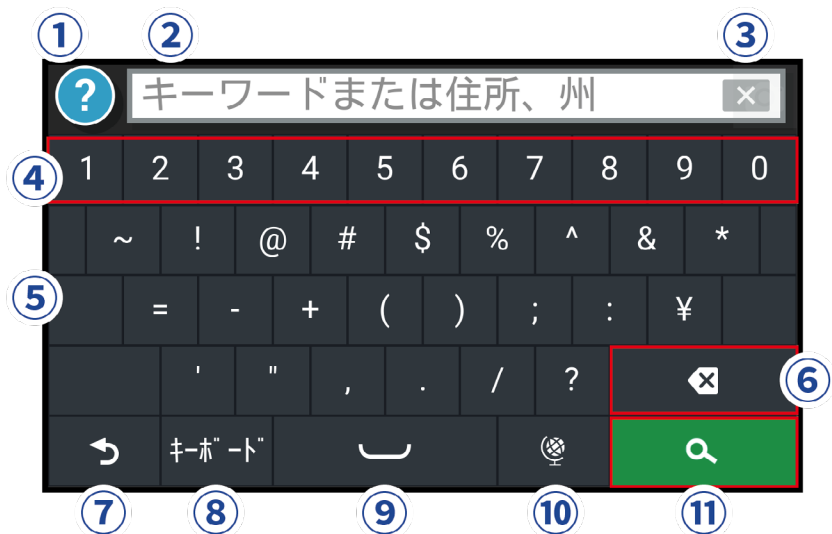 ① ② ③
? キーワードまたは住所、州
④ 1 2 3 4 5 6 7 8 9 0
~ ! @ # $ % ^ & *
⑤ = - + ( ) ; : ¥
' " , . / ? ⑥
ｷｰﾎﾞｰﾄﾞ
⑦ ⑧ ⑨ ⑩ ⑪